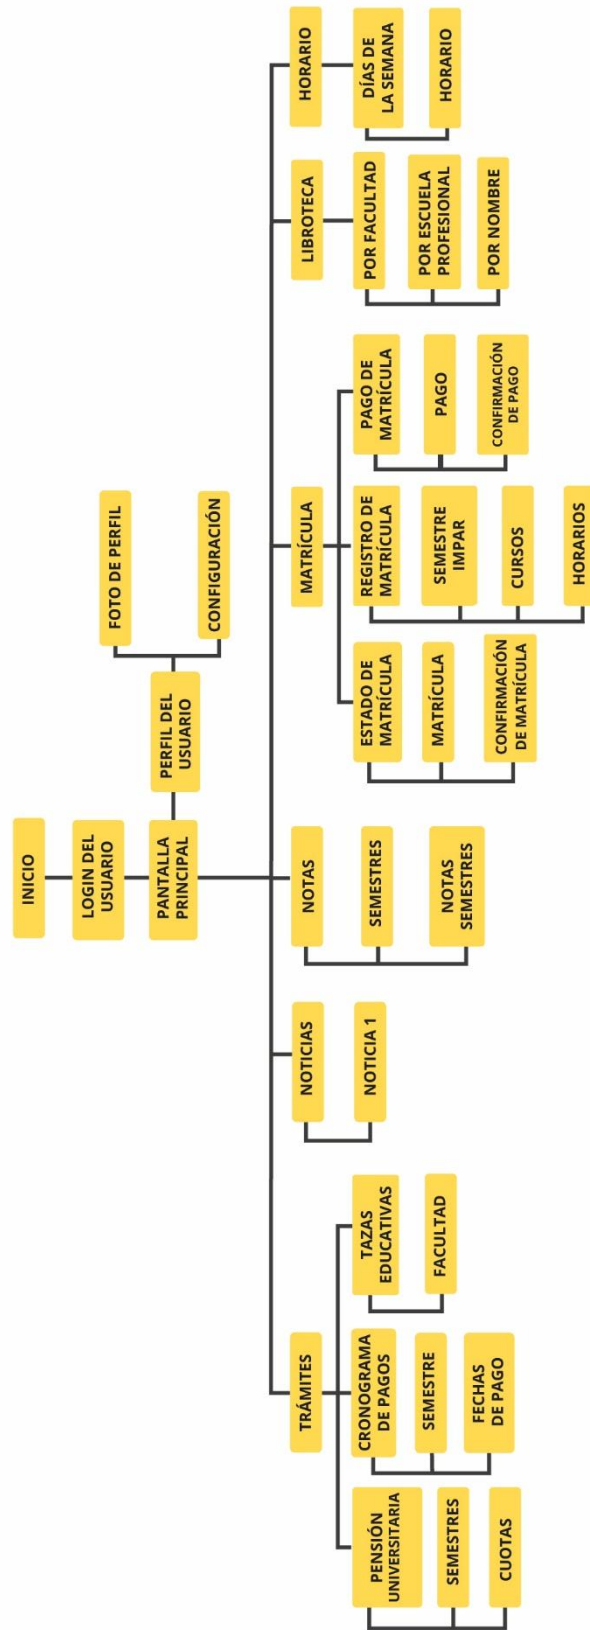 INICIO
LOGIN DEL
USUARIO
PANTALLA
PRINCIPAL
PERFIL DEL
USUARIO
FOTO DE PERFIL
CONFIGURACIÓN
TRÁMITES
PENSIÓN
UNIVERSITARIA
SEMESTRES
CUOTAS
CRONOGRAMA
DE PAGOS
SEMESTRE
FECHAS
DE PAGO
TAZAS
EDUCATIVAS
FACULTAD
NOTICIAS
NOTICIA 1
NOTAS
SEMESTRES
NOTAS
SEMESTRES
MATRÍCULA
ESTADO DE
MATRÍCULA
MATRÍCULA
CONFIRMACIÓN
DE MATRÍCULA
REGISTRO DE
MATRÍCULA
SEMESTRE
IMPAR
CURSOS
HORARIOS
PAGO DE
MATRÍCULA
PAGO
CONFIRMACIÓN
DE PAGO
LIBROTECA
POR FACULTAD
POR ESCUELA
PROFESIONAL
POR NOMBRE
HORARIO
DÍAS DE
LA SEMANA
HORARIO